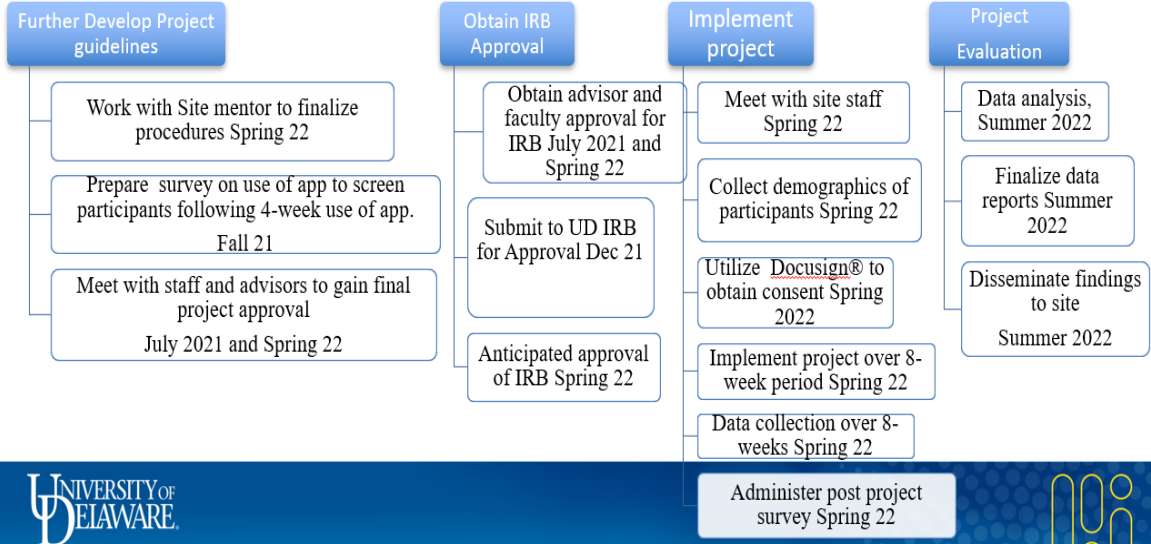 Further Develop Project
guidelines
Work with Site mentor to finalize
procedures Spring 22
Prepare survey on use of app to screen
participants following 4-week use of app.
Fall 21
Meet with staff and advisors to gain final
project approval
July 2021 and Spring 22
Obtain IRB
Approval
Obtain advisor and
faculty approval for
IRB July 2021 and
Spring 22
Submit to UD IRB
for Approval Dec 21
Anticipated approval
of IRB Spring 22
Implement
project
Meet with site staff
Spring 22
Collect demographics of
participants Spring 22
Utilize Docusign® to
obtain consent Spring
2022
Implement project over 8-
week period Spring 22
Data collection over 8-
weeks Spring 22
Administer post project
survey Spring 22
Project
Evaluation
Data analysis,
Summer 2022
Finalize data
reports Summer
2022
Disseminate findings
to site
Summer 2022
UNIVERSITY OF
DELAWARE.